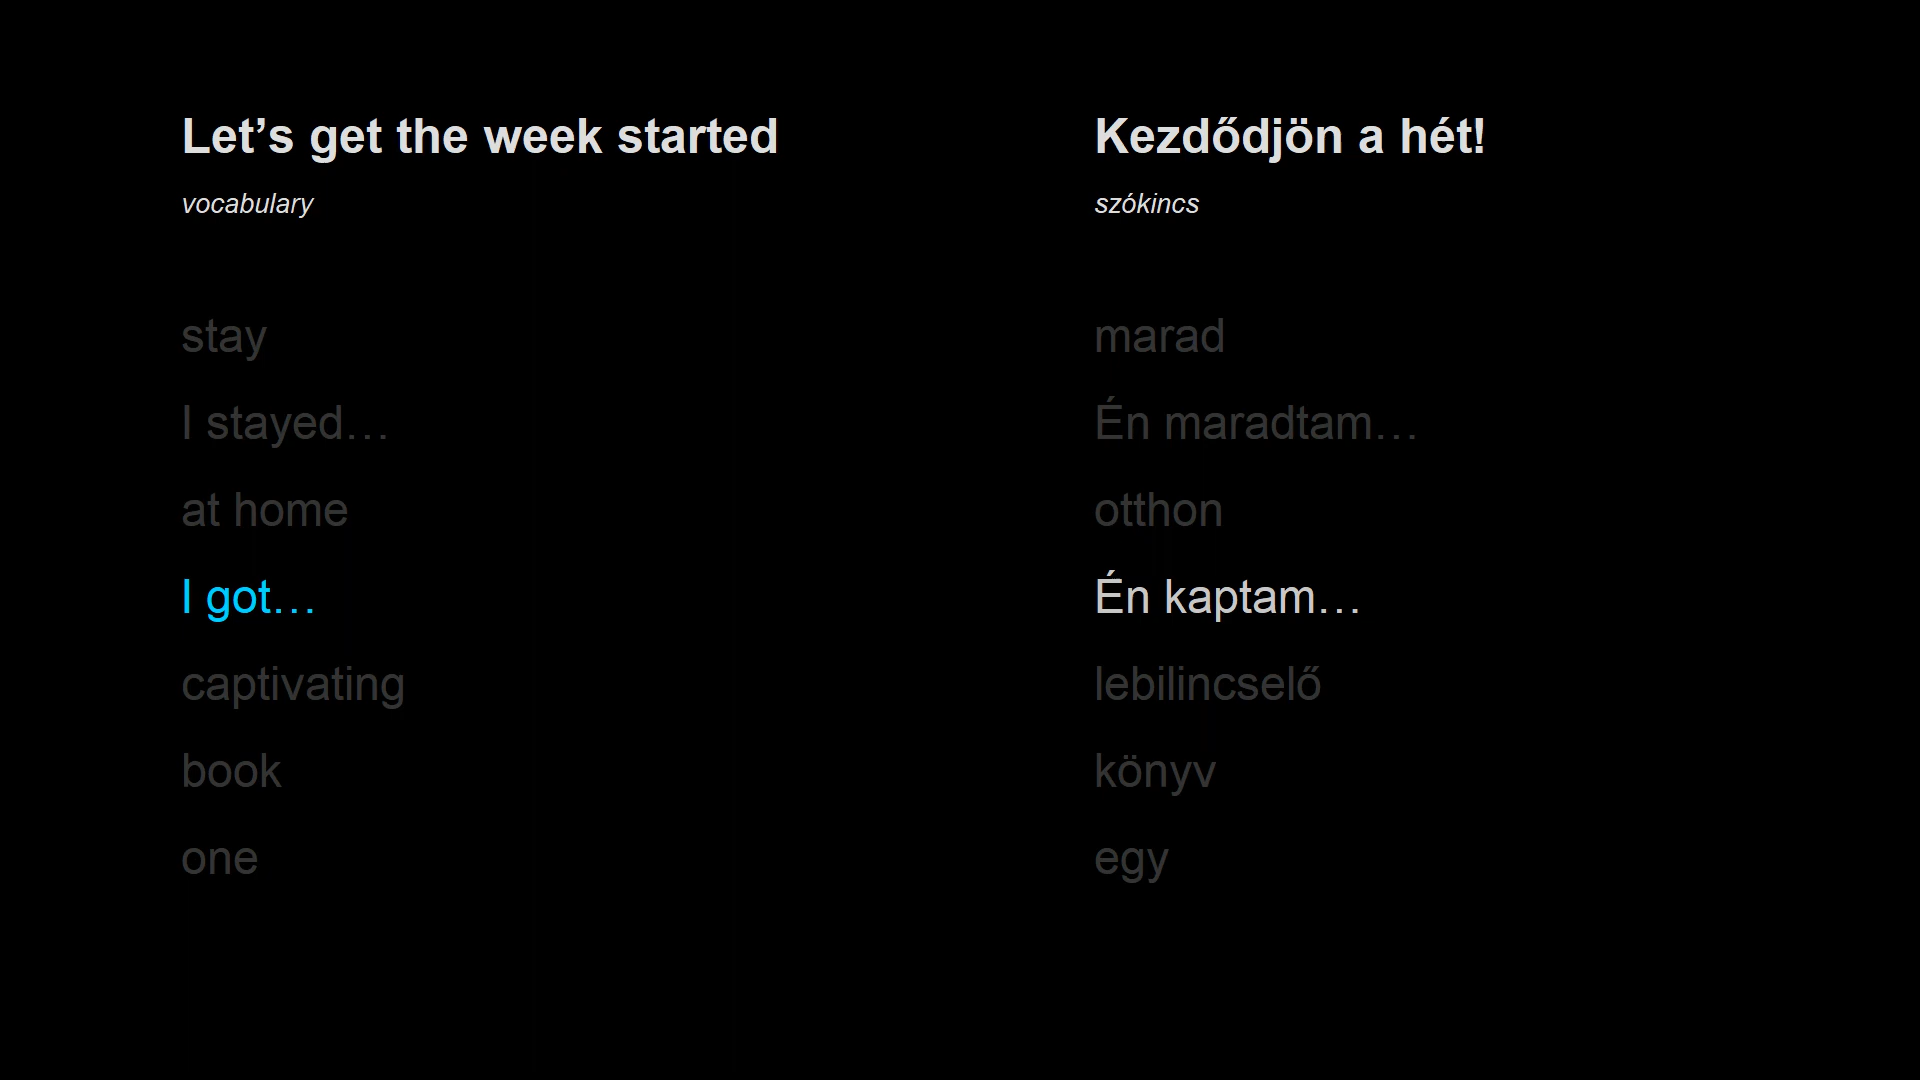 Let’s get the week started
vocabulary
stay
I stayed…
at home
I got…
captivating
book
one
Kezdődjön a hét!
szókincs
marad
Én maradtam…
otthon
Én kaptam…
lebilincselő
könyv
egy